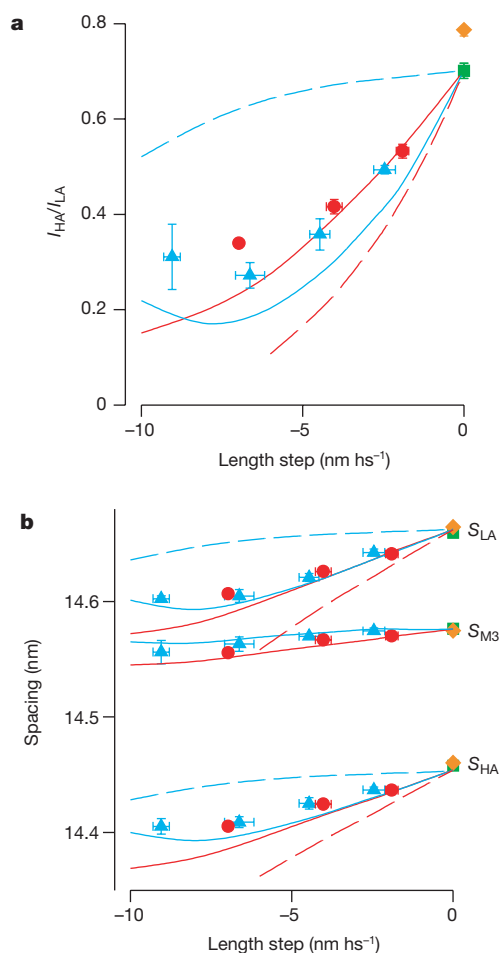 a
0.8
0.6
0.4
0.2
0
I_HA/I_LA
−10
−5
0
Length step (nm hs⁻¹)
b
S_LA
14.6
S_M3
14.5
Spacing (nm)
S_HA
14.4
−10
−5
0
Length step (nm hs⁻¹)